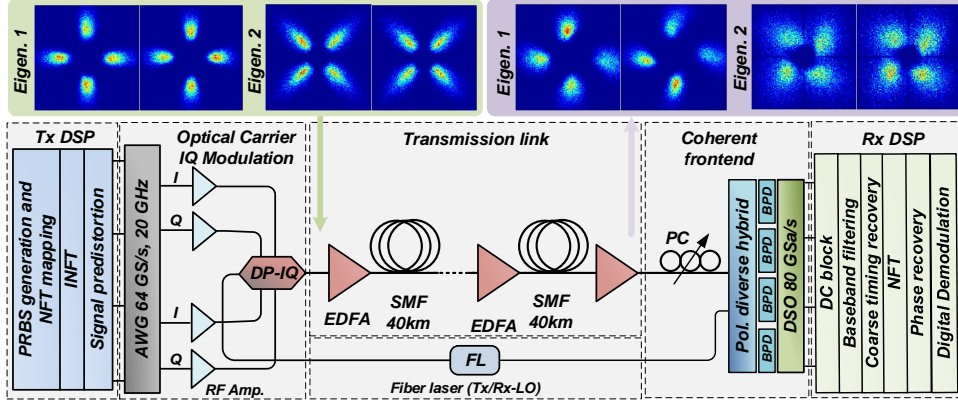 Eigen. 1
Eigen. 2
Eigen. 1
Eigen. 2
Tx DSP
PRBS generation and
NFT mapping
INFT
Signal predistortion
Optical Carrier
IQ Modulation
AWG 64 GS/s, 20 GHz
I
Q
I
Q
RF Amp.
DP-IQ
Transmission link
EDFA
SMF
40km
EDFA
SMF
40km
FL
Fiber laser (Tx/Rx-LO)
Coherent
frontend
PC
Pol. diverse hybrid
BPD
BPD
BPD
BPD
DSO 80 GSa/s
Rx DSP
DC block
Baseband filtering
Coarse timing recovery
NFT
Phase recovery
Digital Demodulation